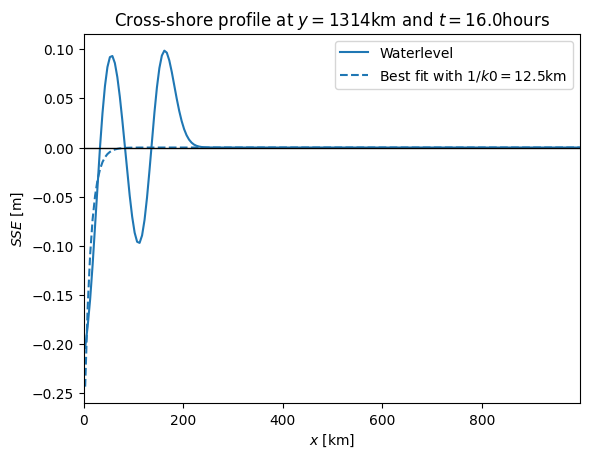 Cross-shore profile at y = 1314km and t = 16.0hours
Waterlevel
Best fit with 1/k0 = 12.5km
0.10
0.05
0.00
−0.05
−0.10
−0.15
−0.20
−0.25
SSE [m]
0 200 400 600 800
x [km]